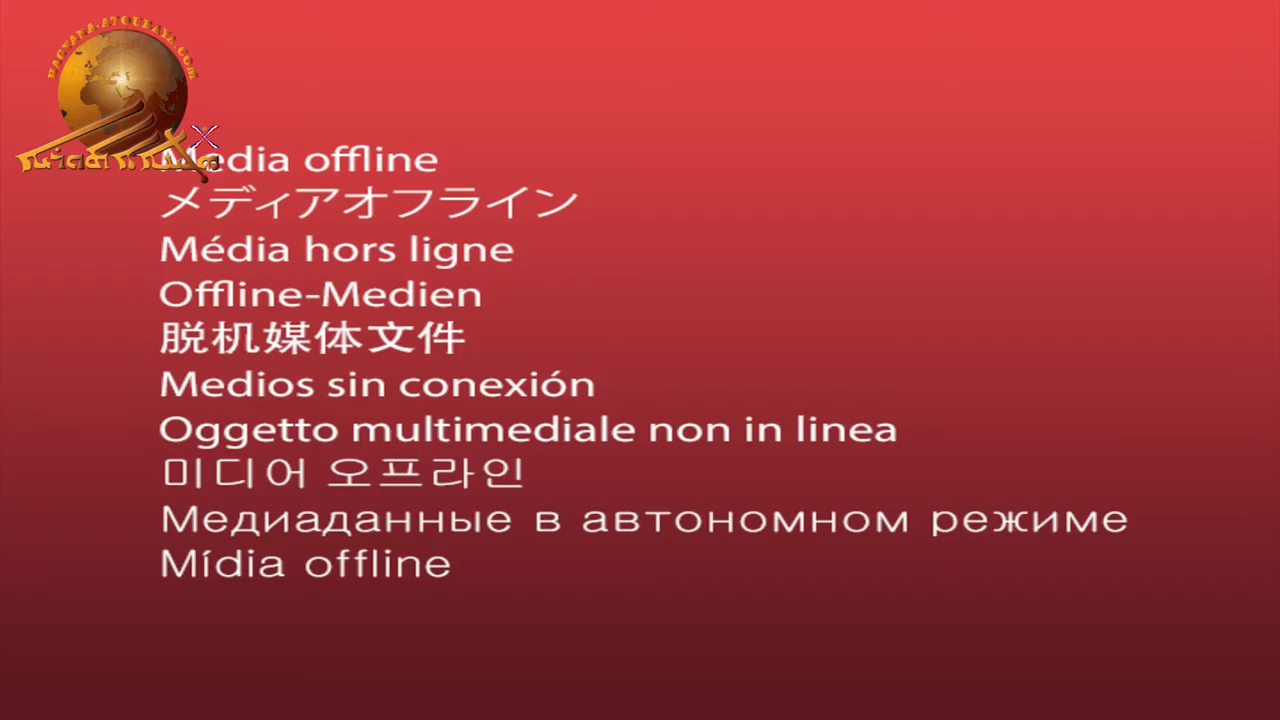 Media offline
メディアオフライン
Média hors ligne
Offline-Medien
脱机媒体文件
Medios sin conexión
Oggetto multimediale non in linea
미디어 오프라인
Медиаданные в автономном режиме
Mídia offline